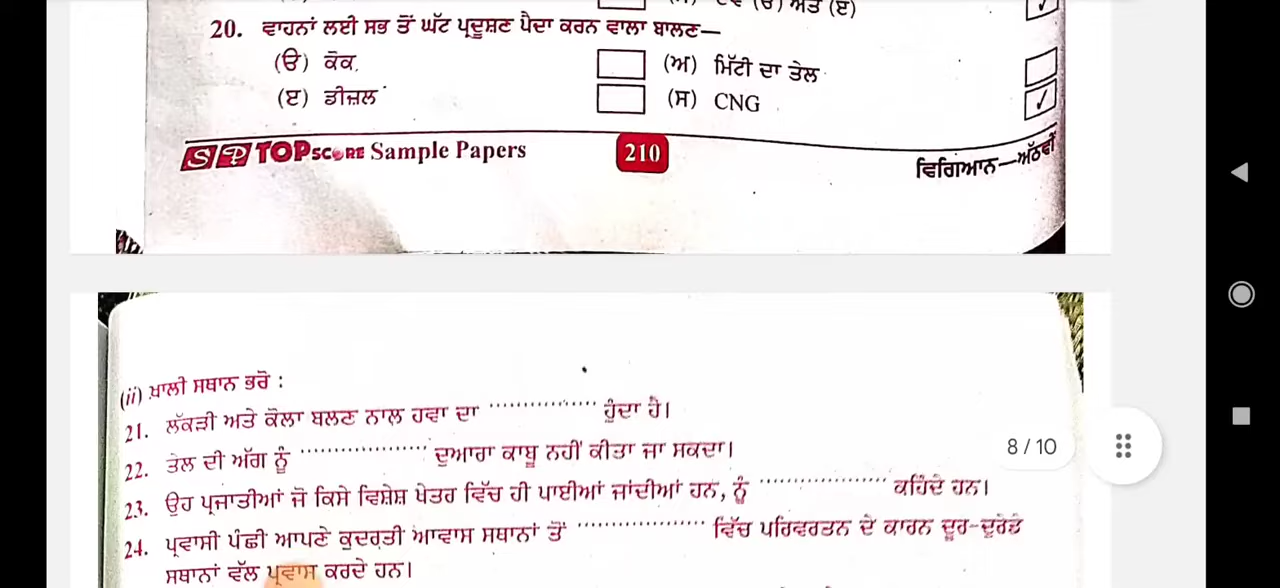 (ੳ) ਅਤੇ (ੲ)
20. ਵਾਹਨਾਂ ਲਈ ਸਭ ਤੋਂ ਘੱਟ ਪ੍ਰਦੂਸ਼ਣ ਪੈਦਾ ਕਰਨ ਵਾਲਾ ਬਾਲਣ—
(ੳ) ਕੋਕ (ਅ) ਮਿੱਟੀ ਦਾ ਤੇਲ
(ੲ) ਡੀਜ਼ਲ (ਸ) CNG ✓
SP TOPSCORE Sample Papers 210 ਵਿਗਿਆਨ—ਅੱਠਵੀਂ
(ii) ਖ਼ਾਲੀ ਸਥਾਨ ਭਰੋ :
21. ਲੱਕੜੀ ਅਤੇ ਕੋਲਾ ਬਲਣ ਨਾਲ ਹਵਾ ਦਾ .................. ਹੁੰਦਾ ਹੈ।
22. ਤੇਲ ਦੀ ਅੱਗ ਨੂੰ .................... ਦੁਆਰਾ ਕਾਬੂ ਨਹੀਂ ਕੀਤਾ ਜਾ ਸਕਦਾ।
8 / 10
23. ਉਹ ਪ੍ਰਜਾਤੀਆਂ ਜੋ ਕਿਸੇ ਵਿਸ਼ੇਸ਼ ਖੇਤਰ ਵਿੱਚ ਹੀ ਪਾਈਆਂ ਜਾਂਦੀਆਂ ਹਨ, ਨੂੰ .................... ਕਹਿੰਦੇ ਹਨ।
24. ਪ੍ਰਵਾਸੀ ਪੰਛੀ ਆਪਣੇ ਕੁਦਰਤੀ ਆਵਾਸ ਸਥਾਨਾਂ ਤੋਂ .................... ਵਿੱਚ ਪਰਿਵਰਤਨ ਦੇ ਕਾਰਨ ਦੂਰ-ਦੁਰੇਡੇ
ਸਥਾਨਾਂ ਵੱਲ ਪ੍ਰਵਾਸ ਕਰਦੇ ਹਨ।